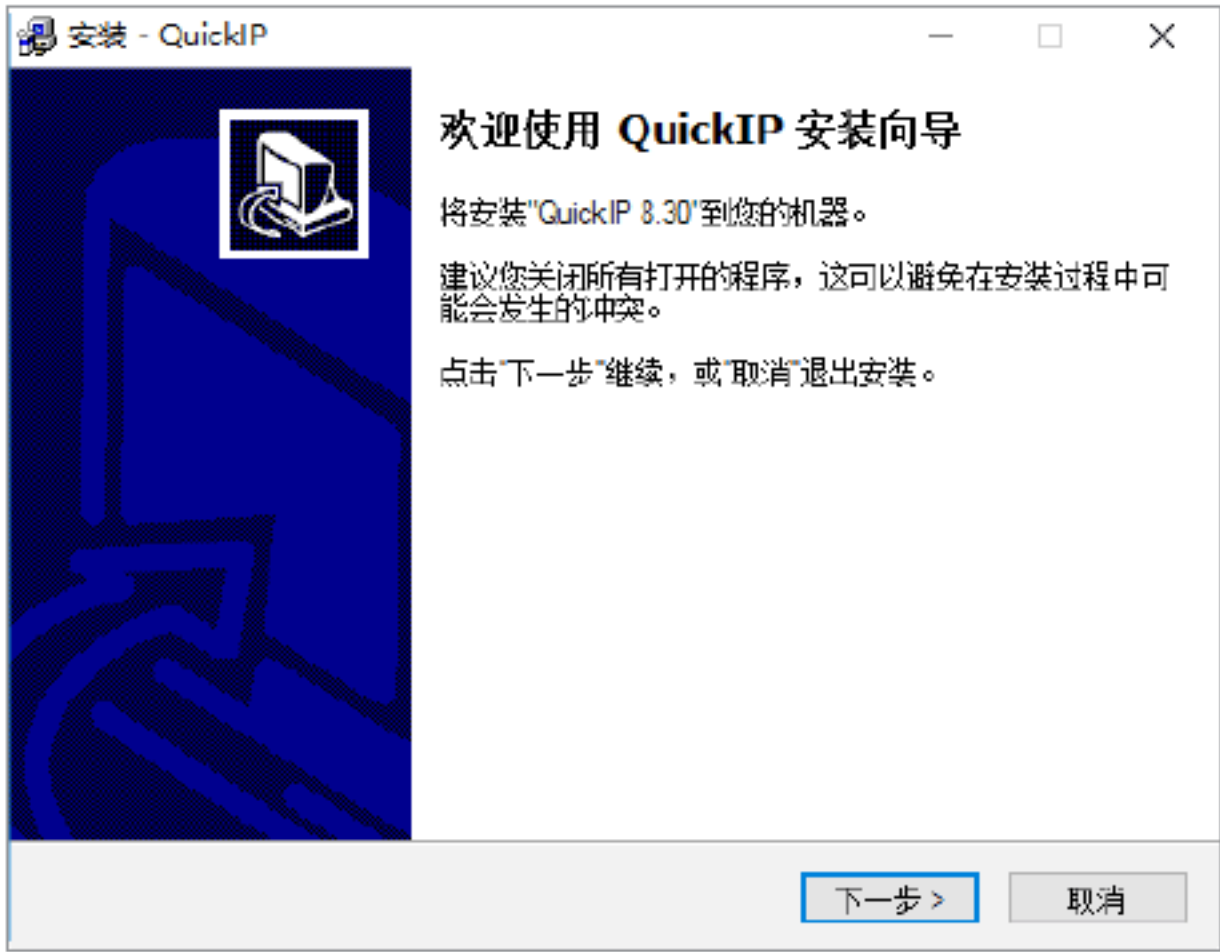 安装 - QuickIP
欢迎使用 QuickIP 安装向导
将安装"QuickIP 8.30"到您的机器。
建议您关闭所有打开的程序，这可以避免在安装过程中可
能会发生的冲突。
点击"下一步"继续，或"取消"退出安装。
下一步 >
取消